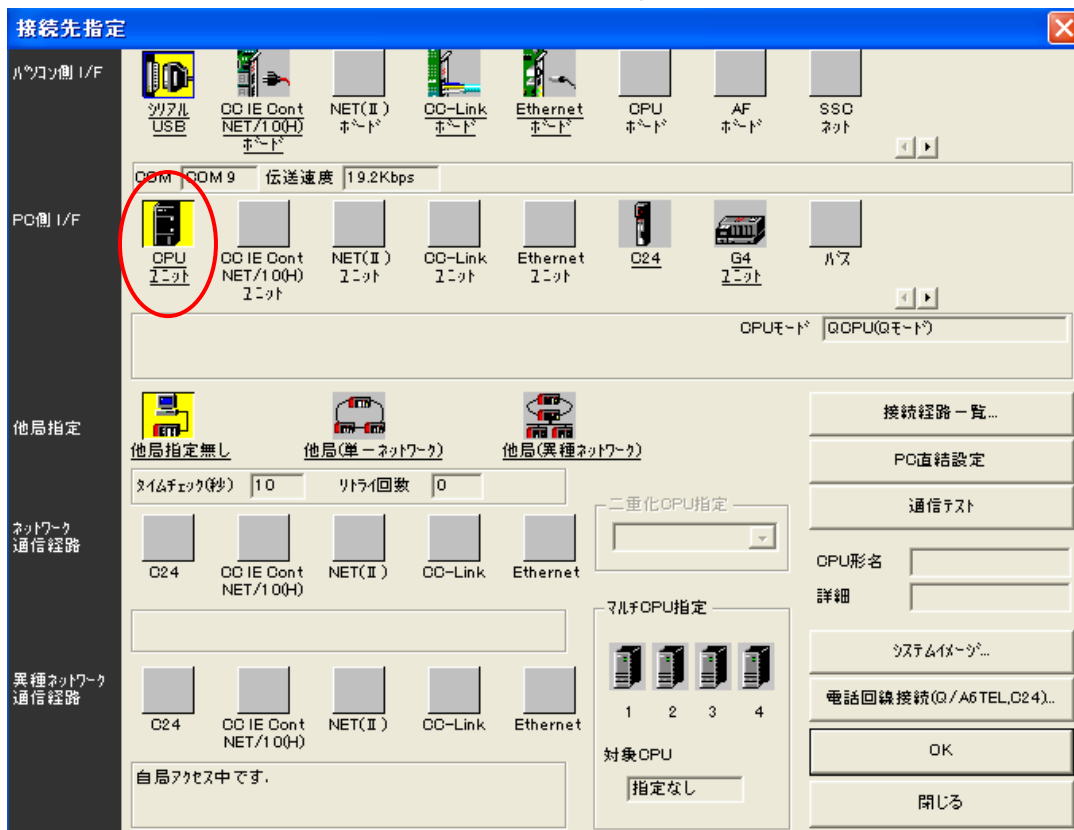 接続先指定
ﾊﾟｿｺﾝ側 I/F
ｼﾘｱﾙ
USB
CC IE Cont
NET/10(H)
ﾎﾞｰﾄﾞ
NET(Ⅱ)
ﾎﾞｰﾄﾞ
CC-Link
ﾎﾞｰﾄﾞ
Ethernet
ﾎﾞｰﾄﾞ
CPU
ﾎﾞｰﾄﾞ
AF
ﾎﾞｰﾄﾞ
SSC
ﾈｯﾄ
COM COM 9 伝送速度 19.2Kbps
PC側 I/F
CPU
ﾕﾆｯﾄ
CC IE Cont
NET/10(H)
ﾕﾆｯﾄ
NET(Ⅱ)
ﾕﾆｯﾄ
CC-Link
ﾕﾆｯﾄ
Ethernet
ﾕﾆｯﾄ
C24
G4
ﾕﾆｯﾄ
ﾊﾞｽ
CPUﾓｰﾄﾞ QCPU(Qﾓｰﾄﾞ)
他局指定
他局指定無し
他局(単一ﾈｯﾄﾜｰｸ)
他局(異種ﾈｯﾄﾜｰｸ)
ﾀｲﾑﾁｪｯｸ(秒) 10 ﾘﾄﾗｲ回数 0
ﾈｯﾄﾜｰｸ
通信経路
C24
CC IE Cont
NET/10(H)
NET(Ⅱ)
CC-Link
Ethernet
異種ﾈｯﾄﾜｰｸ
通信経路
C24
CC IE Cont
NET/10(H)
NET(Ⅱ)
CC-Link
Ethernet
自局ｱｸｾｽ中です.
二重化CPU指定
ﾏﾙﾁCPU指定
1 2 3 4
対象CPU
指定なし
接続経路一覧...
PC直結設定
通信ﾃｽﾄ
CPU形名
詳細
ｼｽﾃﾑｲﾒｰｼﾞ...
電話回線接続(Q/A6TEL,C24)...
OK
閉じる